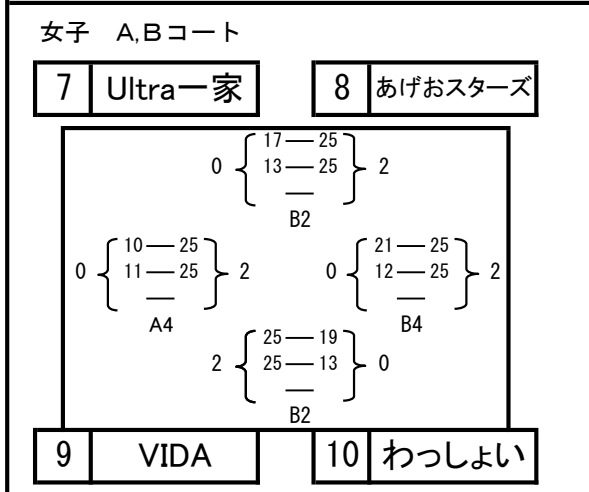 女子 A,Bコート
7 Ultra一家 8 あげおスターズ
17 — 25
0 13 — 25 2
—
B2
10 — 25 21 — 25
0 11 — 25 2 0 12 — 25 2
— —
A4 B4
25 — 19
2 25 — 13 0
—
B2
9 VIDA 10 わっしょい